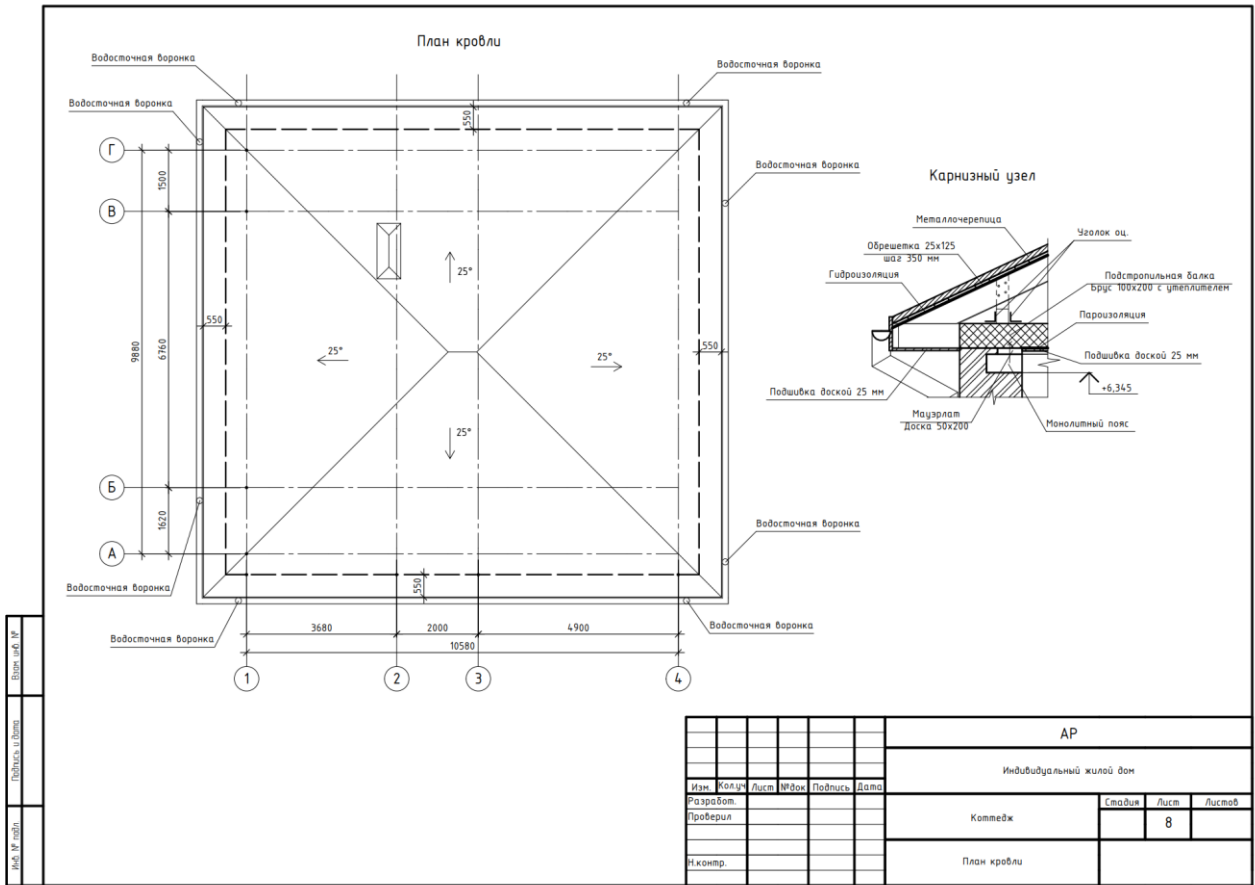 План кровли
Водосточная воронка
Водосточная воронка
Водосточная воронка
550
Г
1500
Водосточная воронка
В
25°
550
25°
25°
550
9880
6760
25°
Б
1620
А
Водосточная воронка
Водосточная воронка
550
Водосточная воронка
Водосточная воронка
3680
2000
4900
10580
1
2
3
4
Карнизный узел
Металлочерепица
Уголок оц.
Обрешетка 25х125
шаг 350 мм
Гидроизоляция
Подстропильная балка
Брус 100х200 с утеплителем
Пароизоляция
Подшивка доской 25 мм
Подшивка доской 25 мм
+6,345
Мауэрлат
Доска 50х200
Монолитный пояс
Взам. инв. №
Подпись и дата
Инв. № подл.
АР
Индивидуальный жилой дом
Изм. Кол.уч Лист №док Подпись Дата
Разработ.
Проверил
Н.контр.
Коттедж
Стадия Лист Листов
8
План кровли